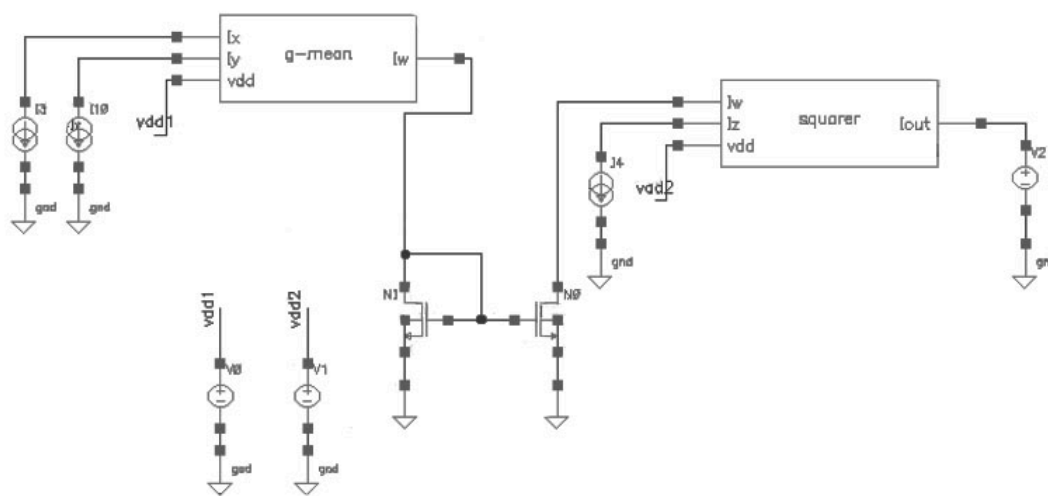 Ix
g-mean
Iy
Iw
vdd
I3
I10
vdd1
Iw
squarer
Iz
Iout
vdd
I4
vdd2
V2
gnd
gnd
gnd
N1
N0
vdd1
vdd2
V0
V1
gnd
gnd